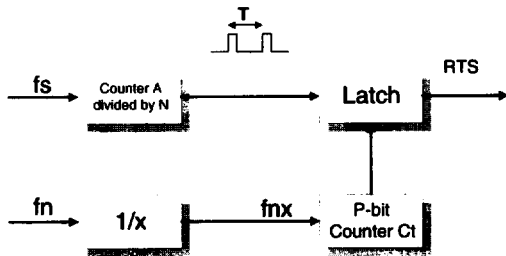 T
RTS
fs
Counter A
divided by N
Latch
fn
1/x
fnx
P-bit
Counter Ct